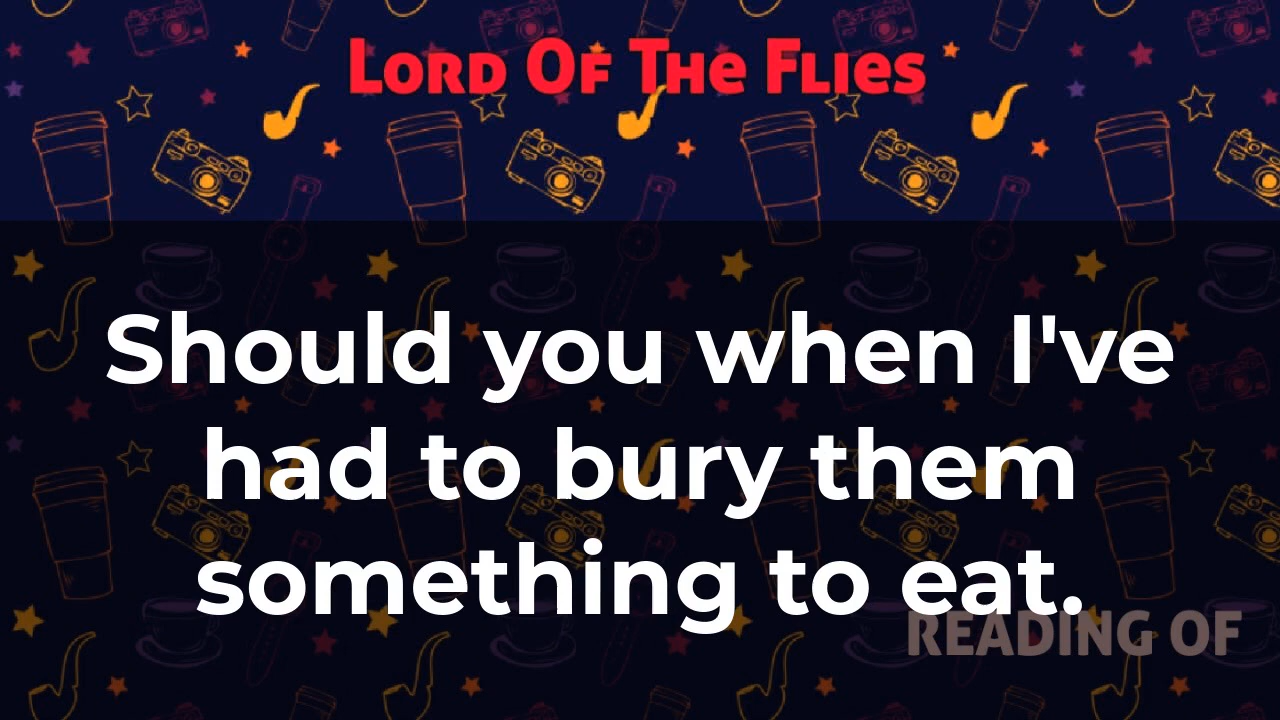 Lord Of The Flies
Should you when I've
had to bury them
something to eat.
READING OF